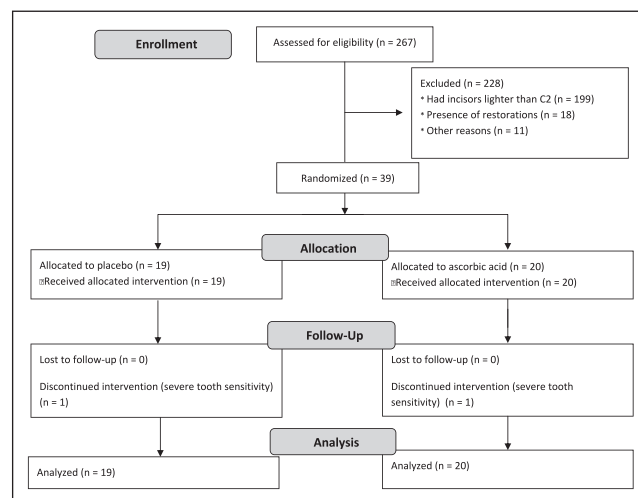 Enrollment
Assessed for eligibility (n = 267)
Excluded (n = 228)
• Had incisors lighter than C2 (n = 199)
• Presence of restorations (n = 18)
• Other reasons (n = 11)
Randomized (n = 39)
Allocation
Allocated to placebo (n = 19)
Received allocated intervention (n = 19)
Allocated to ascorbic acid (n = 20)
Received allocated intervention (n = 20)
Follow-Up
Lost to follow-up (n = 0)
Discontinued intervention (severe tooth sensitivity)
(n = 1)
Lost to follow-up (n = 0)
Discontinued intervention (severe tooth
sensitivity) (n = 1)
Analysis
Analyzed (n = 19)
Analyzed (n = 20)